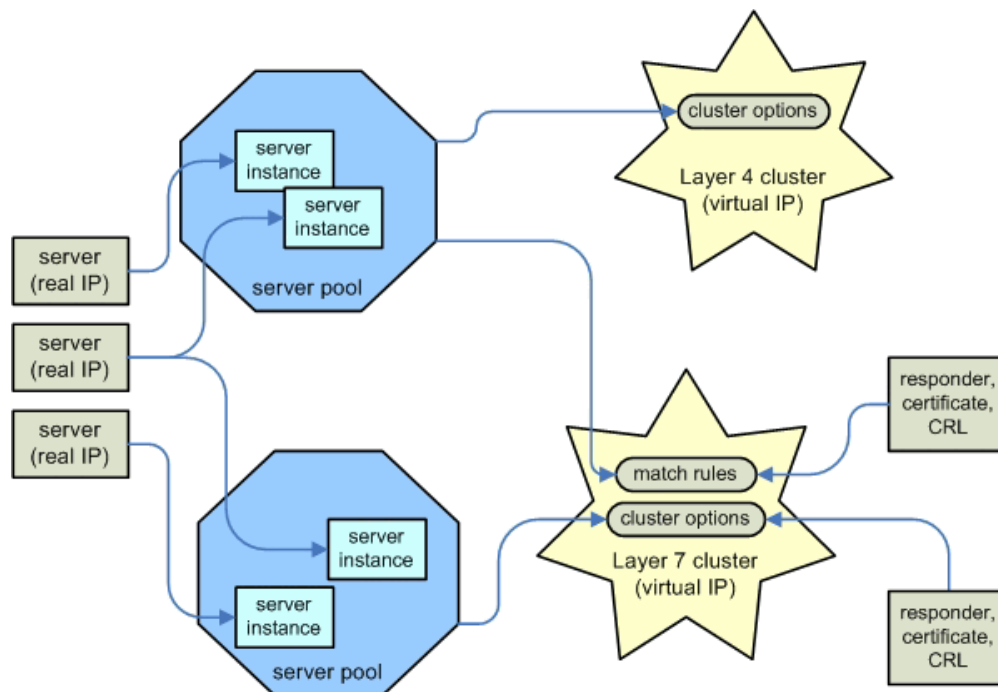 cluster options
Layer 4 cluster
(virtual IP)
server
instance
server
instance
server pool
server
(real IP)
server
(real IP)
server
(real IP)
responder,
certificate,
CRL
match rules
cluster options
Layer 7 cluster
(virtual IP)
server
instance
server
instance
server pool
responder,
certificate,
CRL